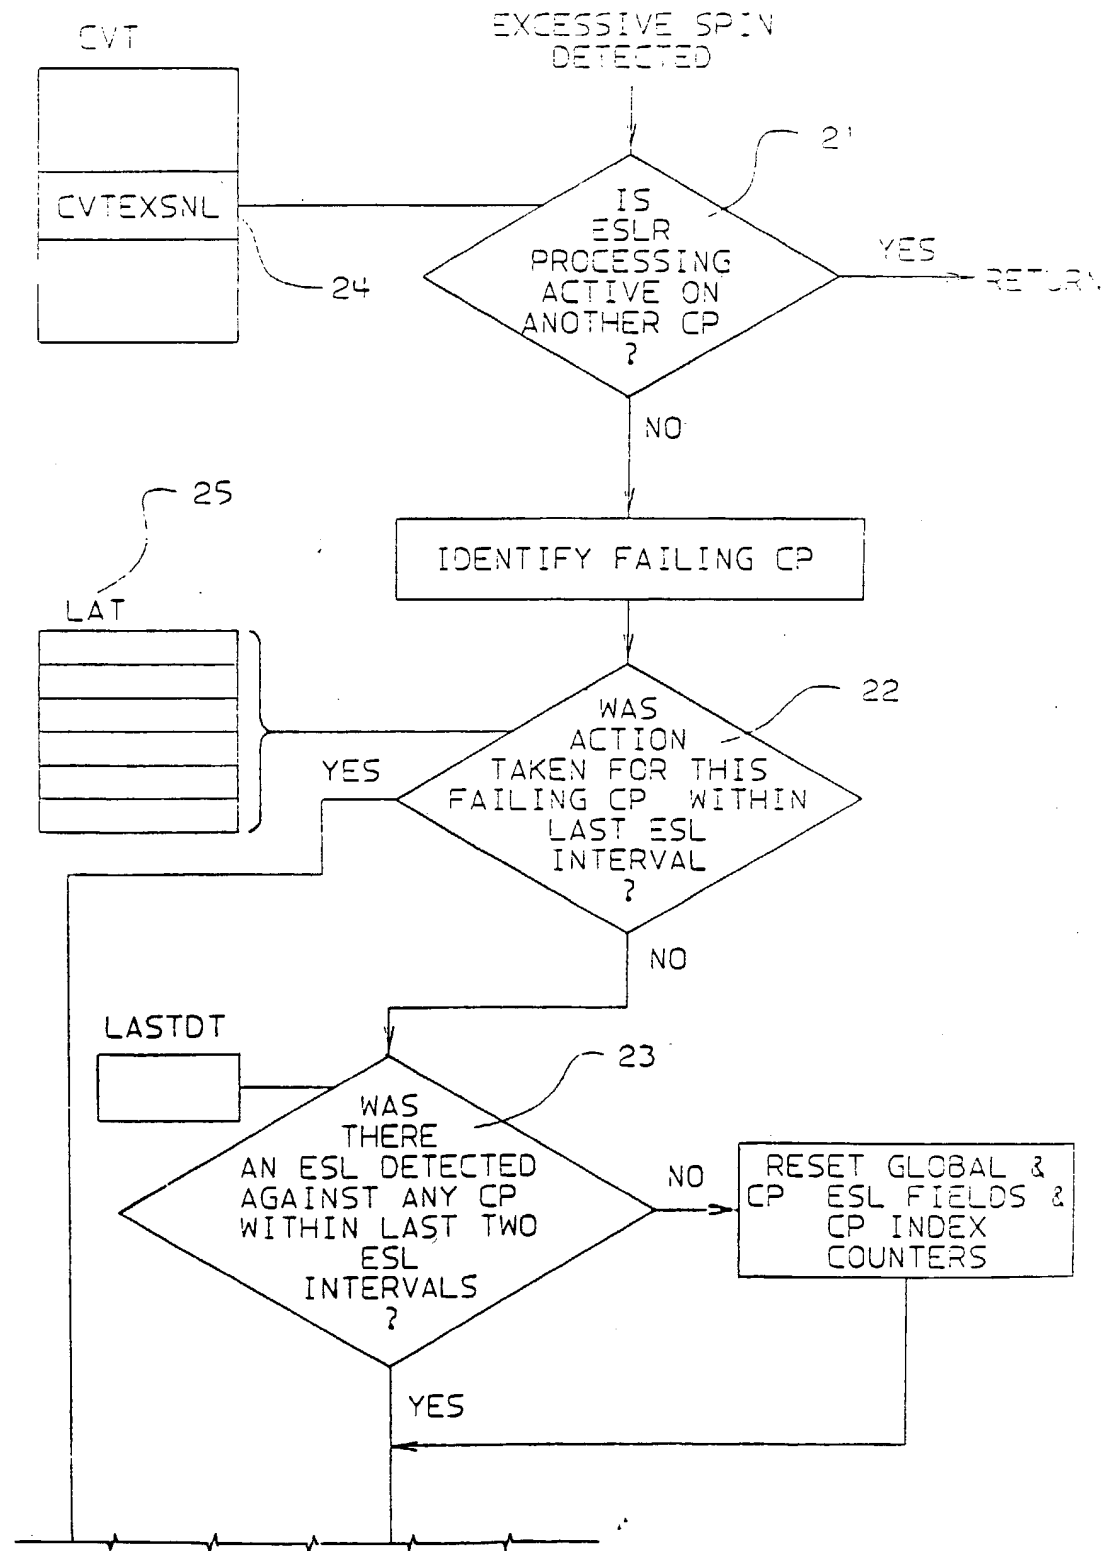 CVT
EXCESSIVE SPIN
DETECTED
21
CVTEXSNL
24
IS
ESLR
PROCESSING
ACTIVE ON
ANOTHER CP
?
YES
RETURN
NO
25
IDENTIFY FAILING CP
LAT
22
WAS
ACTION
TAKEN FOR THIS
FAILING CP WITHIN
LAST ESL
INTERVAL
?
YES
NO
LASTDT
23
WAS
THERE
AN ESL DETECTED
AGAINST ANY CP
WITHIN LAST TWO
ESL
INTERVALS
?
NO
RESET GLOBAL &
CP ESL FIELDS &
CP INDEX
COUNTERS
YES